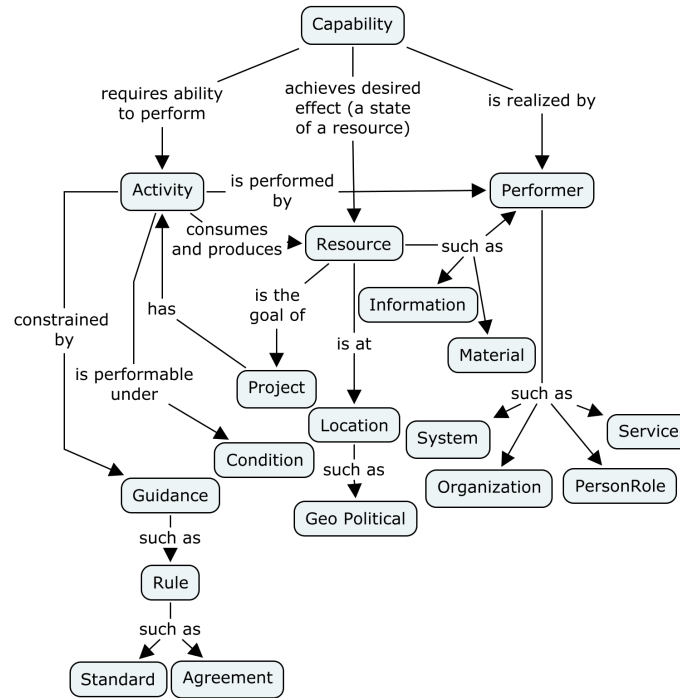 Capability
requires ability
to perform
achieves desired
effect (a state
of a resource)
is realized by
Activity
is performed
by
Performer
consumes
and produces
Resource
such as
Information
Material
has
is the
goal of
is at
constrained
by
is performable
under
Project
Location
such as
System
Service
Organization
PersonRole
Condition
such as
Geo Political
Guidance
such as
Rule
such as
Standard
Agreement